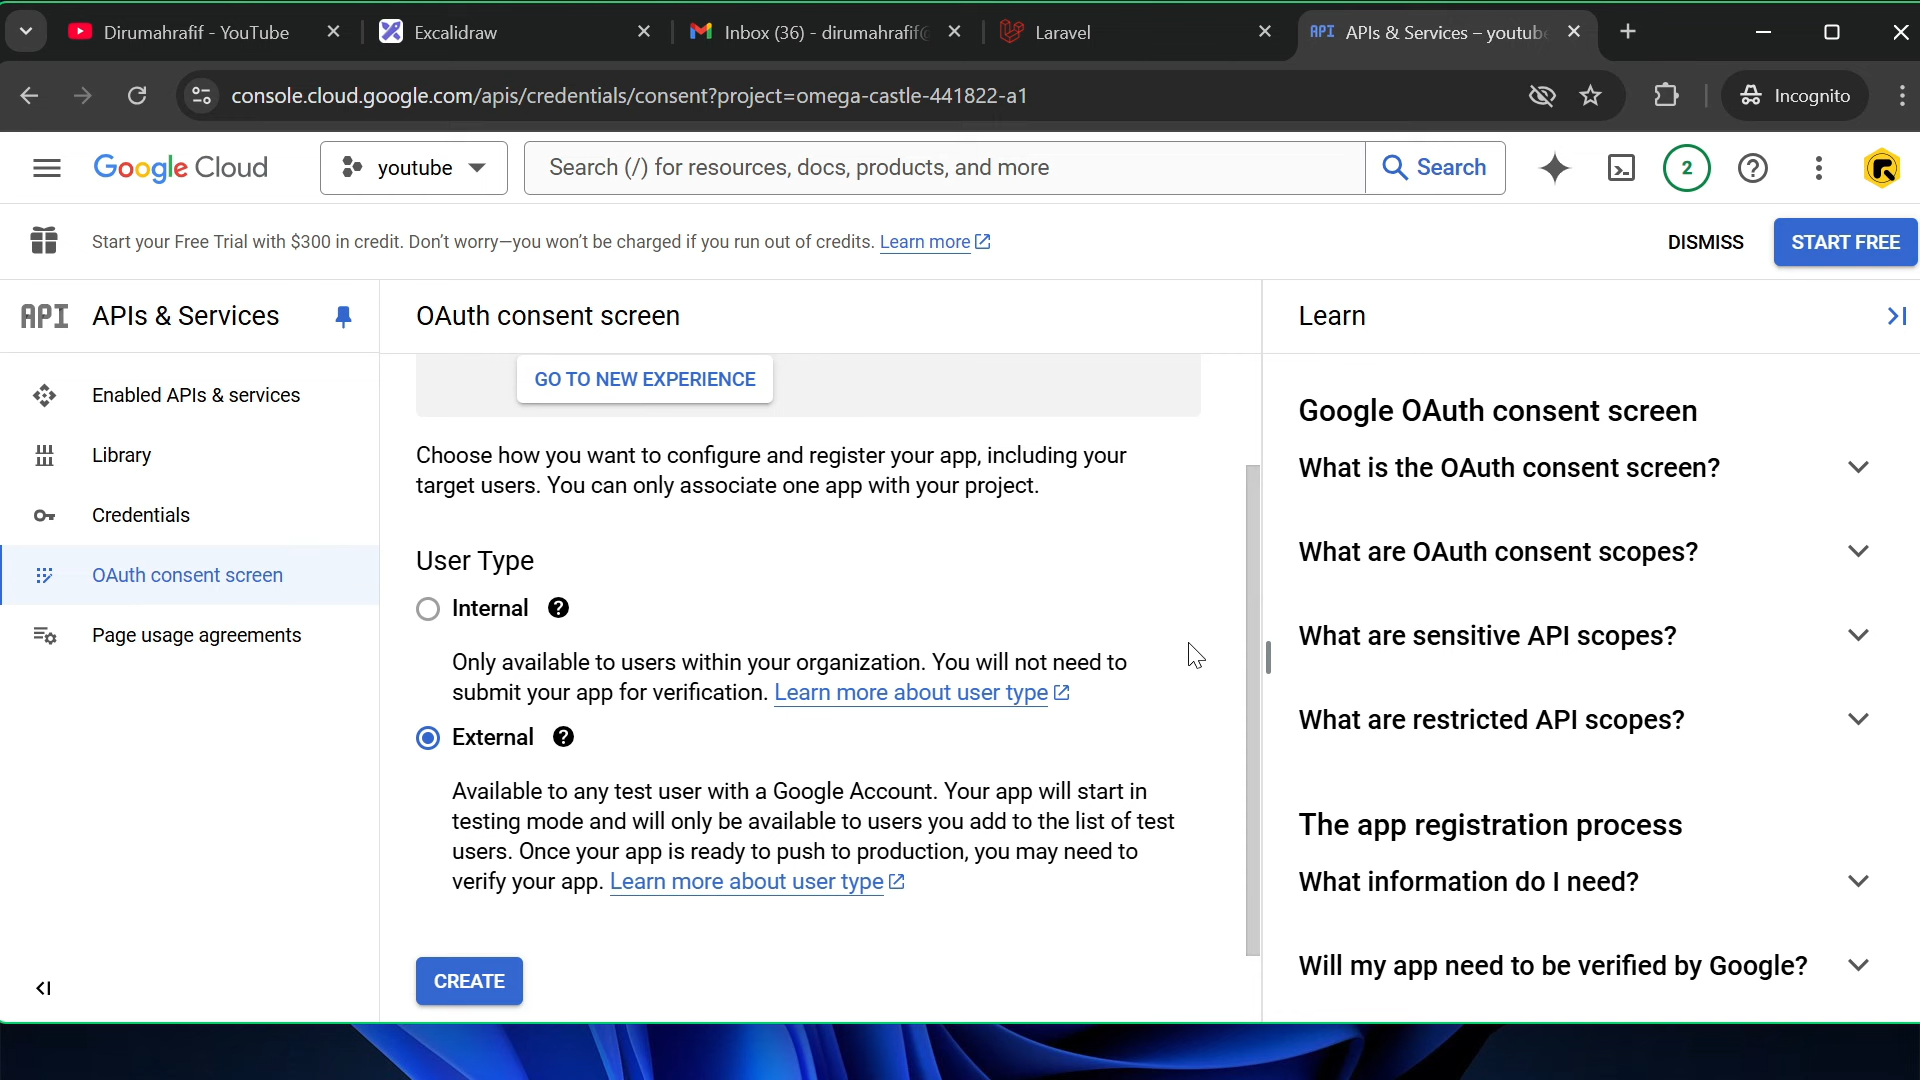 Dirumahrafif - YouTube
Excalidraw
Inbox (36) - dirumahrafif@
Laravel
API APIs & Services – youtub
console.cloud.google.com/apis/credentials/consent?project=omega-castle-441822-a1
Incognito
Google Cloud
youtube
Search (/) for resources, docs, products, and more
Search
2
Start your Free Trial with $300 in credit. Don't worry—you won't be charged if you run out of credits. Learn more
DISMISS
START FREE
API APIs & Services
Enabled APIs & services
Library
Credentials
OAuth consent screen
Page usage agreements
OAuth consent screen
GO TO NEW EXPERIENCE
Choose how you want to configure and register your app, including your
target users. You can only associate one app with your project.
User Type
Internal
Only available to users within your organization. You will not need to
submit your app for verification. Learn more about user type
External
Available to any test user with a Google Account. Your app will start in
testing mode and will only be available to users you add to the list of test
users. Once your app is ready to push to production, you may need to
verify your app. Learn more about user type
CREATE
Learn
Google OAuth consent screen
What is the OAuth consent screen?
What are OAuth consent scopes?
What are sensitive API scopes?
What are restricted API scopes?
The app registration process
What information do I need?
Will my app need to be verified by Google?